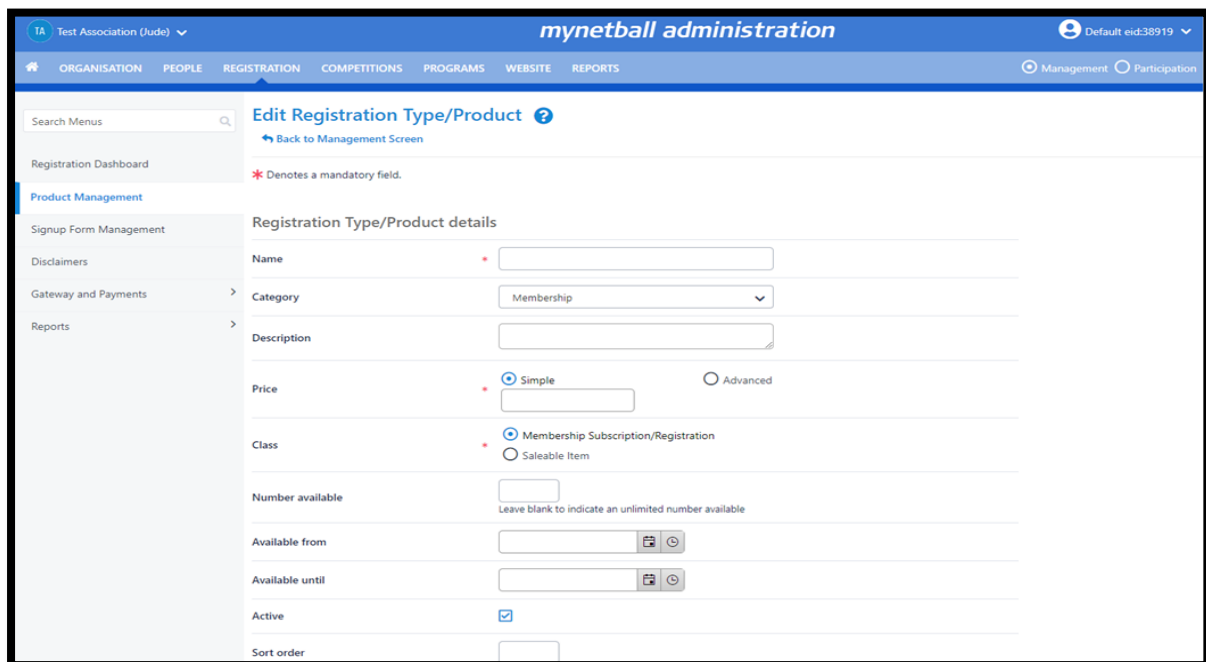 TA Test Association (Jude)
mynetball administration
Default eid:38919
ORGANISATION PEOPLE REGISTRATION COMPETITIONS PROGRAMS WEBSITE REPORTS
Management Participation
Search Menus
Registration Dashboard
Product Management
Signup Form Management
Disclaimers
Gateway and Payments
Reports
Edit Registration Type/Product ?
Back to Management Screen
* Denotes a mandatory field.
Registration Type/Product details
Name *
Category Membership
Description
Price * Simple Advanced
Class * Membership Subscription/Registration
Saleable Item
Number available
Leave blank to indicate an unlimited number available
Available from
Available until
Active
Sort order